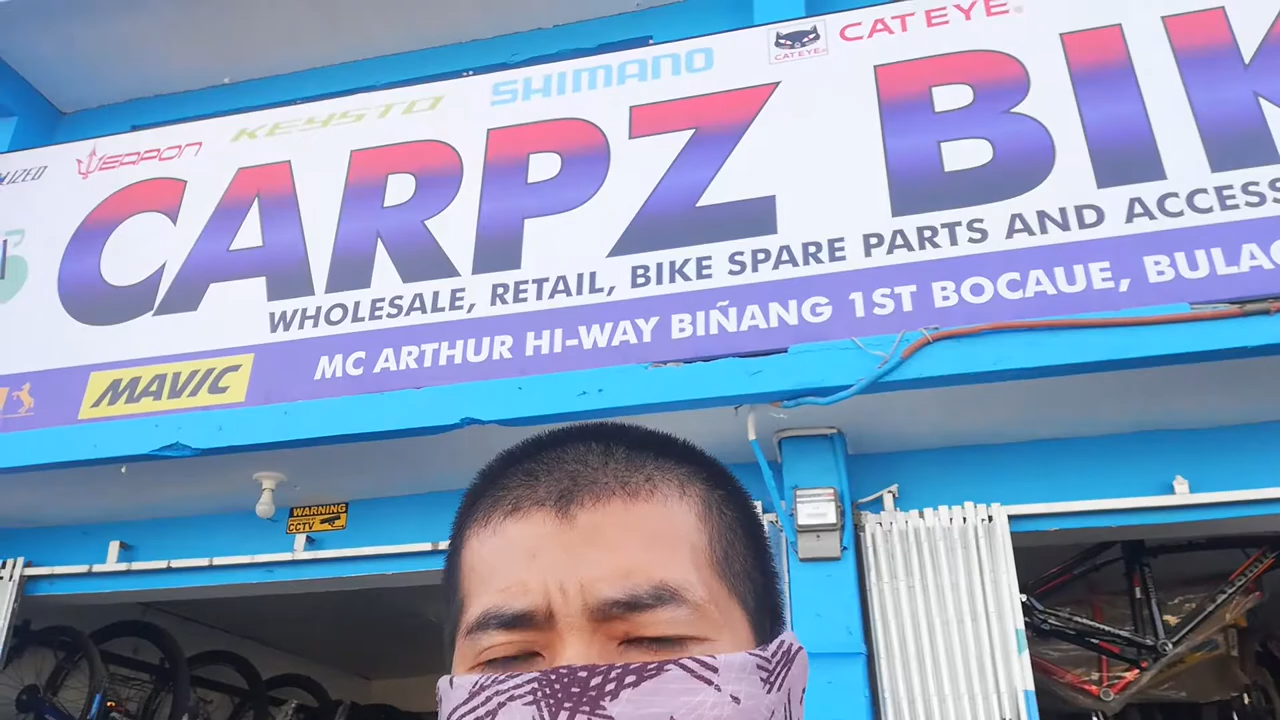 CATEYE
CATEYE
SHIMANO
KEYSTO
WEAPON
LIZED
CARPZ BIK
WHOLESALE, RETAIL, BIKE SPARE PARTS AND ACCESS
MC ARTHUR HI-WAY BIÑANG 1ST BOCAUE, BULAC
MAVIC
WARNING
CCTV